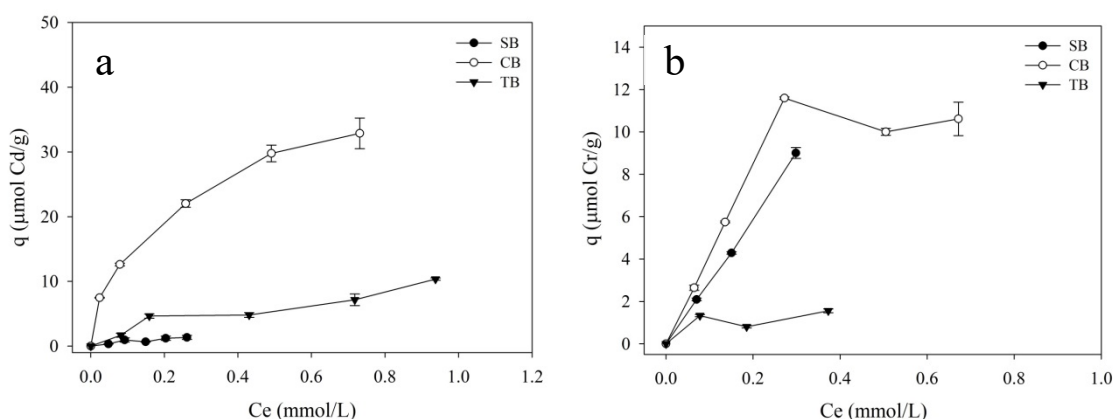 a
SB
CB
TB
q (µmol Cd/g)
50
40
30
20
10
0
0.0 0.2 0.4 0.6 0.8 1.0 1.2
Ce (mmol/L)
b
SB
CB
TB
q (µmol Cr/g)
14
12
10
8
6
4
2
0
0.0 0.2 0.4 0.6 0.8 1.0
Ce (mmol/L)